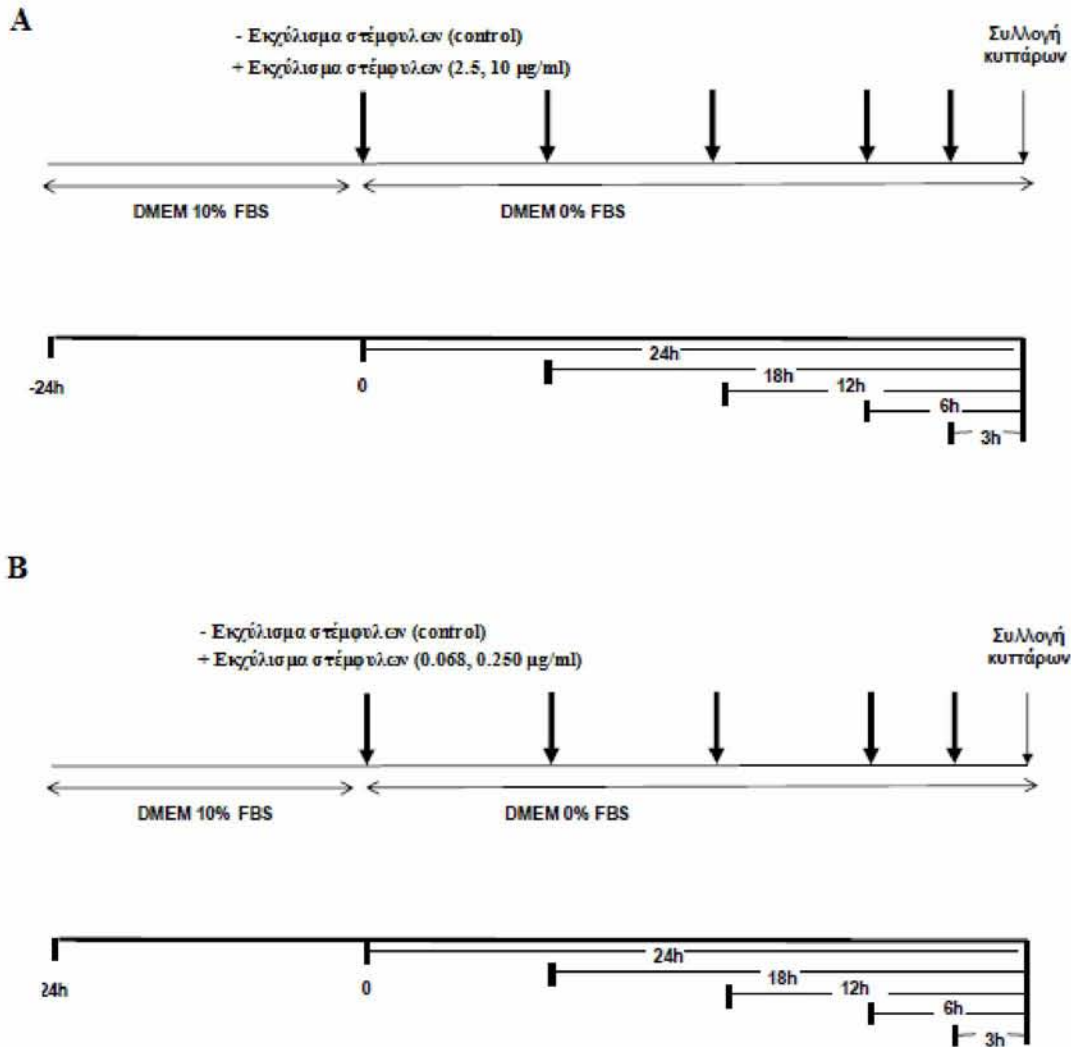 A
- Εκχύλισμα στέμφυλων (control)
+ Εκχύλισμα στέμφυλων (2.5, 10 μg/ml)
Συλλογή
κυττάρων
DMEM 10% FBS
DMEM 0% FBS
-24h
0
24h
18h
12h
6h
3h
B
- Εκχύλισμα στέμφυλων (control)
+ Εκχύλισμα στέμφυλων (0.068, 0.250 μg/ml)
Συλλογή
κυττάρων
DMEM 10% FBS
DMEM 0% FBS
24h
0
24h
18h
12h
6h
3h